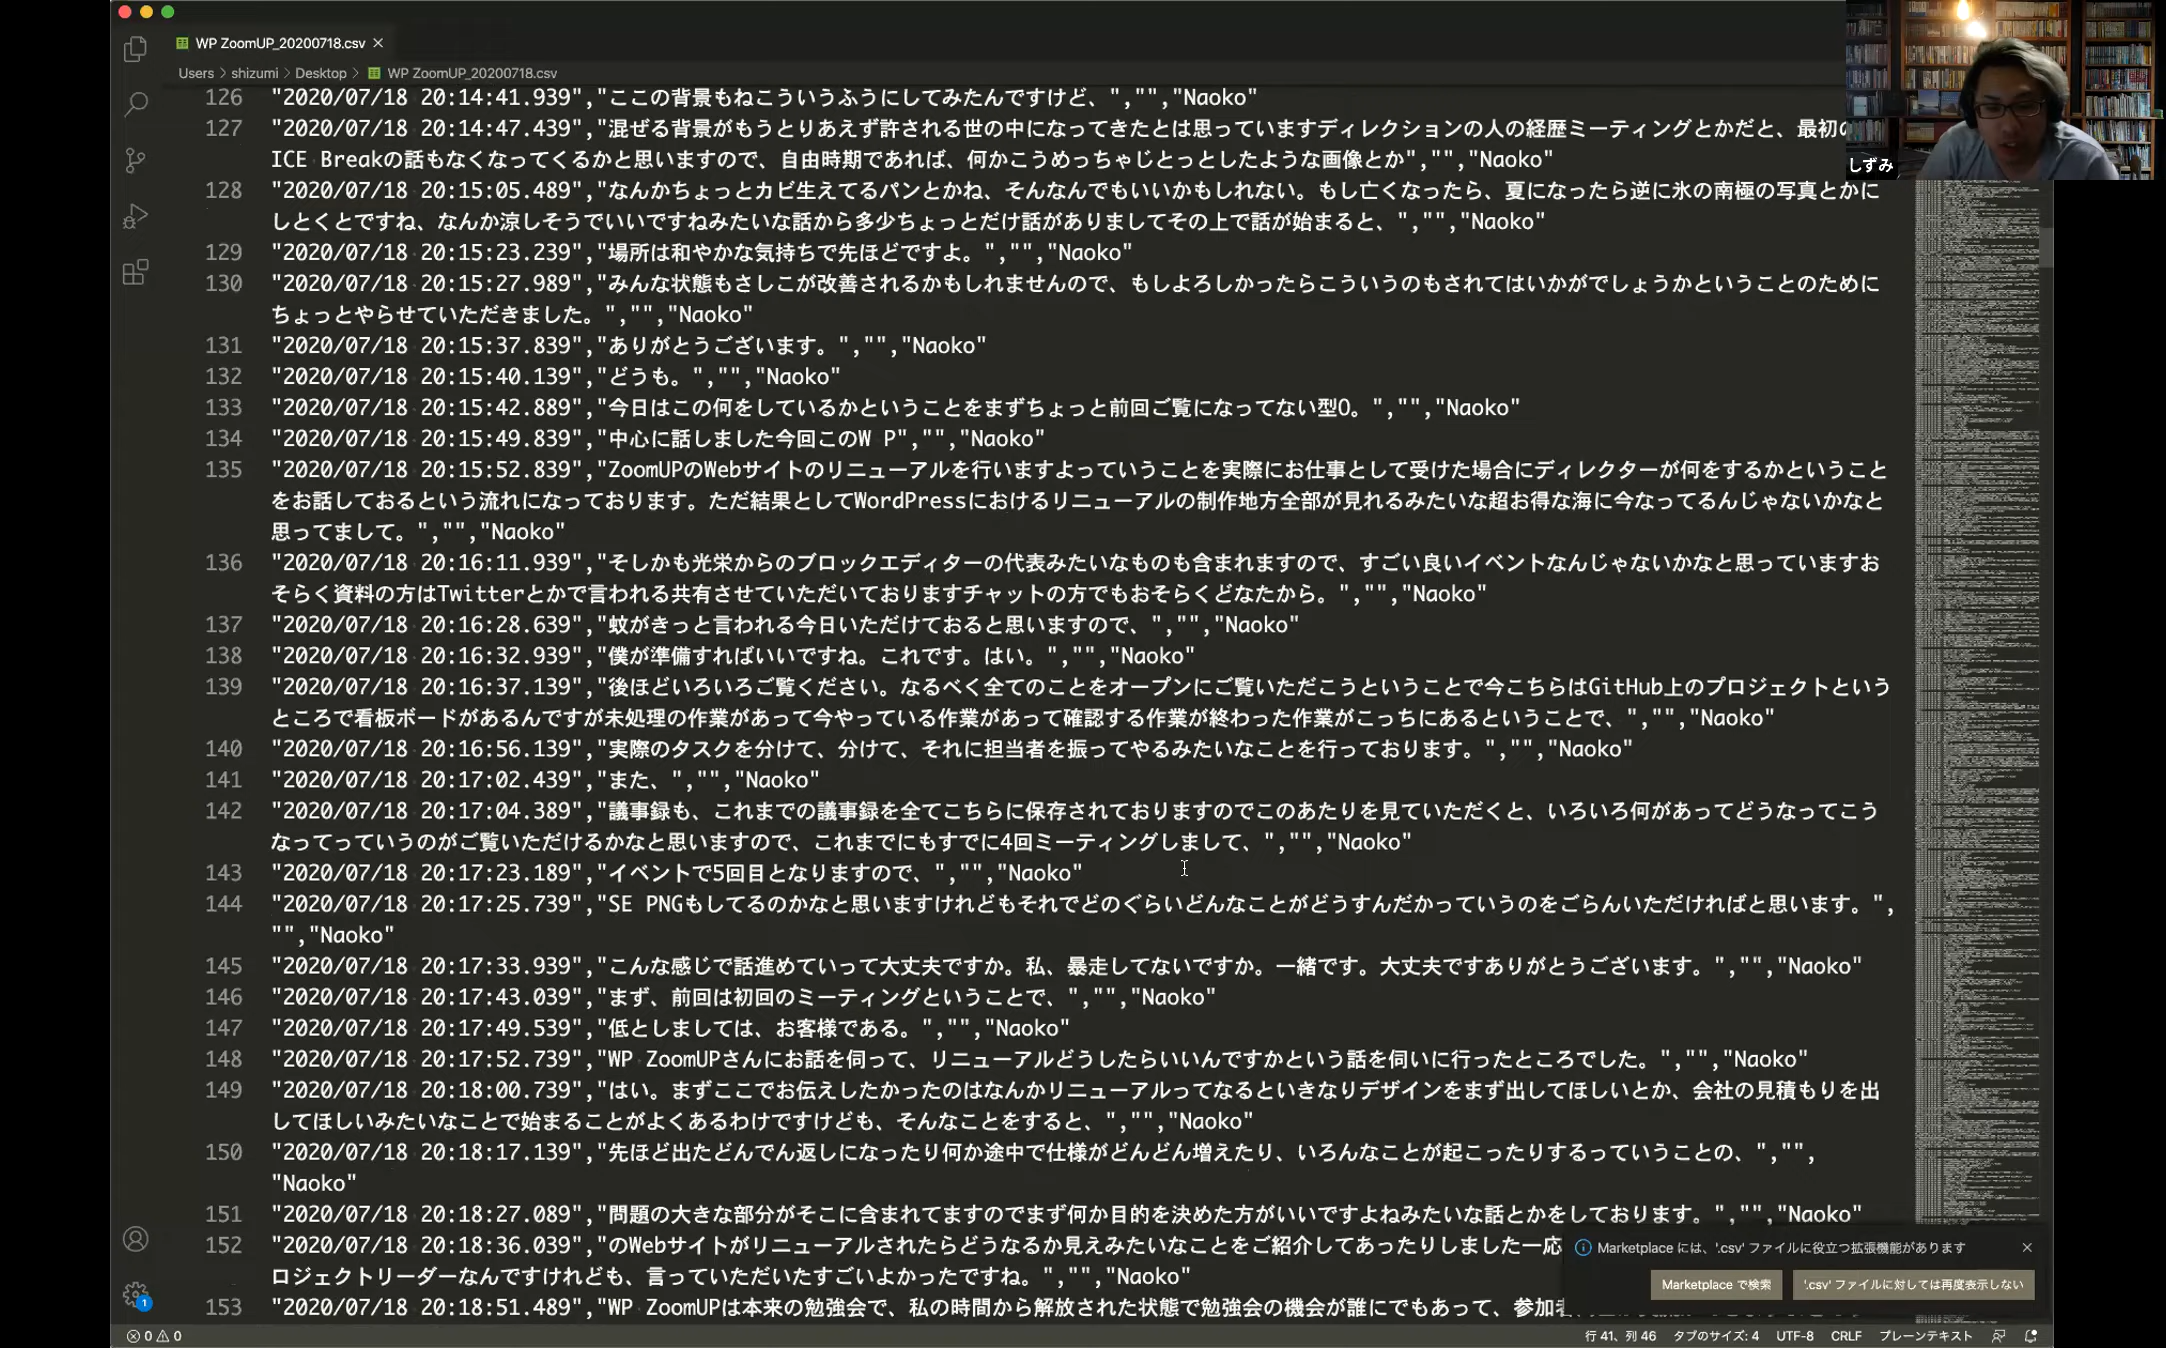 WP ZoomUP_20200718.csv
Users > shizumi > Desktop > WP ZoomUP_20200718.csv
126 "2020/07/18 20:14:41.939","ここの背景もねこういうふうにしてみたんですけど、","","Naoko"
127 "2020/07/18 20:14:47.439","混ぜる背景がもうとりあえず許される世の中になってきたとは思っていますディレクションの人の経歴ミーティングとかだと、最初の
ICE Breakの話もなくなってくるかと思いますので、自由時期であれば、何かこうめっちゃじとっとしたような画像とか","","Naoko"
128 "2020/07/18 20:15:05.489","なんかちょっとカビ生えてるパンとかね、そんなんでもいいかもしれない。もし亡くなったら、夏になったら逆に氷の南極の写真とかに
しとくとですね、なんか涼しそうでいいですねみたいな話から多少ちょっとだけ話がありましてその上で話が始まると、","","Naoko"
129 "2020/07/18 20:15:23.239","場所は和やかな気持ちで先ほどですよ。","","Naoko"
130 "2020/07/18 20:15:27.989","みんな状態もさしこが改善されるかもしれませんので、もしよろしかったらこういうのもされてはいかがでしょうかということのために
ちょっとやらせていただきました。","","Naoko"
131 "2020/07/18 20:15:37.839","ありがとうございます。","","Naoko"
132 "2020/07/18 20:15:40.139","どうも。","","Naoko"
133 "2020/07/18 20:15:42.889","今日はこの何をしているかということをまずちょっと前回ご覧になってない型O。","","Naoko"
134 "2020/07/18 20:15:49.839","中心に話しました今回このW P","","Naoko"
135 "2020/07/18 20:15:52.839","ZoomUPのWebサイトのリニューアルを行いますよっていうことを実際にお仕事として受けた場合にディレクターが何をするかということ
をお話しておるという流れになっております。ただ結果としてWordPressにおけるリニューアルの制作地方全部が見れるみたいな超お得な海に今なってるんじゃないかなと
思ってまして。","","Naoko"
136 "2020/07/18 20:16:11.939","そしかも光栄からのブロックエディターの代表みたいなものも含まれますので、すごい良いイベントなんじゃないかなと思っていますお
そらく資料の方はTwitterとかで言われる共有させていただいておりますチャットの方でもおそらくどなたから。","","Naoko"
137 "2020/07/18 20:16:28.639","蚊がきっと言われる今日いただけておると思いますので、","","Naoko"
138 "2020/07/18 20:16:32.939","僕が準備すればいいですね。これです。はい。","","Naoko"
139 "2020/07/18 20:16:37.139","後ほどいろいろご覧ください。なるべく全てのことをオープンにご覧いただこうということで今こちらはGitHub上のプロジェクトという
ところで看板ボードがあるんですが未処理の作業があって今やっている作業があって確認する作業が終わった作業がこっちにあるということで、","","Naoko"
140 "2020/07/18 20:16:56.139","実際のタスクを分けて、分けて、それに担当者を振ってやるみたいなことを行っております。","","Naoko"
141 "2020/07/18 20:17:02.439","また、","","Naoko"
142 "2020/07/18 20:17:04.389","議事録も、これまでの議事録を全てこちらに保存されておりますのでこのあたりを見ていただくと、いろいろ何があってどうなってこう
なってっていうのがご覧いただけるかなと思いますので、これまでにもすでに4回ミーティングしまして、","","Naoko"
143 "2020/07/18 20:17:23.189","イベントで5回目となりますので、","","Naoko"
144 "2020/07/18 20:17:25.739","SE PNGもしてるのかなと思いますけれどもそれでどのぐらいどんなことがどうすんだかっていうのをごらんいただければと思います。",
"","Naoko"
145 "2020/07/18 20:17:33.939","こんな感じで話進めていって大丈夫ですか。私、暴走してないですか。一緒です。大丈夫ですありがとうございます。","","Naoko"
146 "2020/07/18 20:17:43.039","まず、前回は初回のミーティングということで、","","Naoko"
147 "2020/07/18 20:17:49.539","低としましては、お客様である。","","Naoko"
148 "2020/07/18 20:17:52.739","WP ZoomUPさんにお話を伺って、リニューアルどうしたらいいんですかという話を伺いに行ったところでした。","","Naoko"
149 "2020/07/18 20:18:00.739","はい。まずここでお伝えしたかったのはなんかリニューアルってなるといきなりデザインをまず出してほしいとか、会社の見積もりを出
してほしいみたいなことで始まることがよくあるわけですけども、そんなことをすると、","","Naoko"
150 "2020/07/18 20:18:17.139","先ほど出たどんでん返しになったり何か途中で仕様がどんどん増えたり、いろんなことが起こったりするっていうことの、","",
"Naoko"
151 "2020/07/18 20:18:27.089","問題の大きな部分がそこに含まれてますのでまず何か目的を決めた方がいいですよねみたいな話とかをしております。","","Naoko"
152 "2020/07/18 20:18:36.039","のWebサイトがリニューアルされたらどうなるか見えみたいなことをご紹介してあったりしました一応
ロジェクトリーダーなんですけれども、言っていただいたすごいよかったですね。","","Naoko"
153 "2020/07/18 20:18:51.489","WP ZoomUPは本来の勉強会で、私の時間から解放された状態で勉強会の機会が誰にでもあって、参加
しずみ
Marketplace には、'.csv' ファイルに役立つ拡張機能があります
Marketplace で検索 '.csv' ファイルに対しては再度表示しない
1
0 0 行 41、列 46 タブのサイズ: 4 UTF-8 CRLF プレーンテキスト